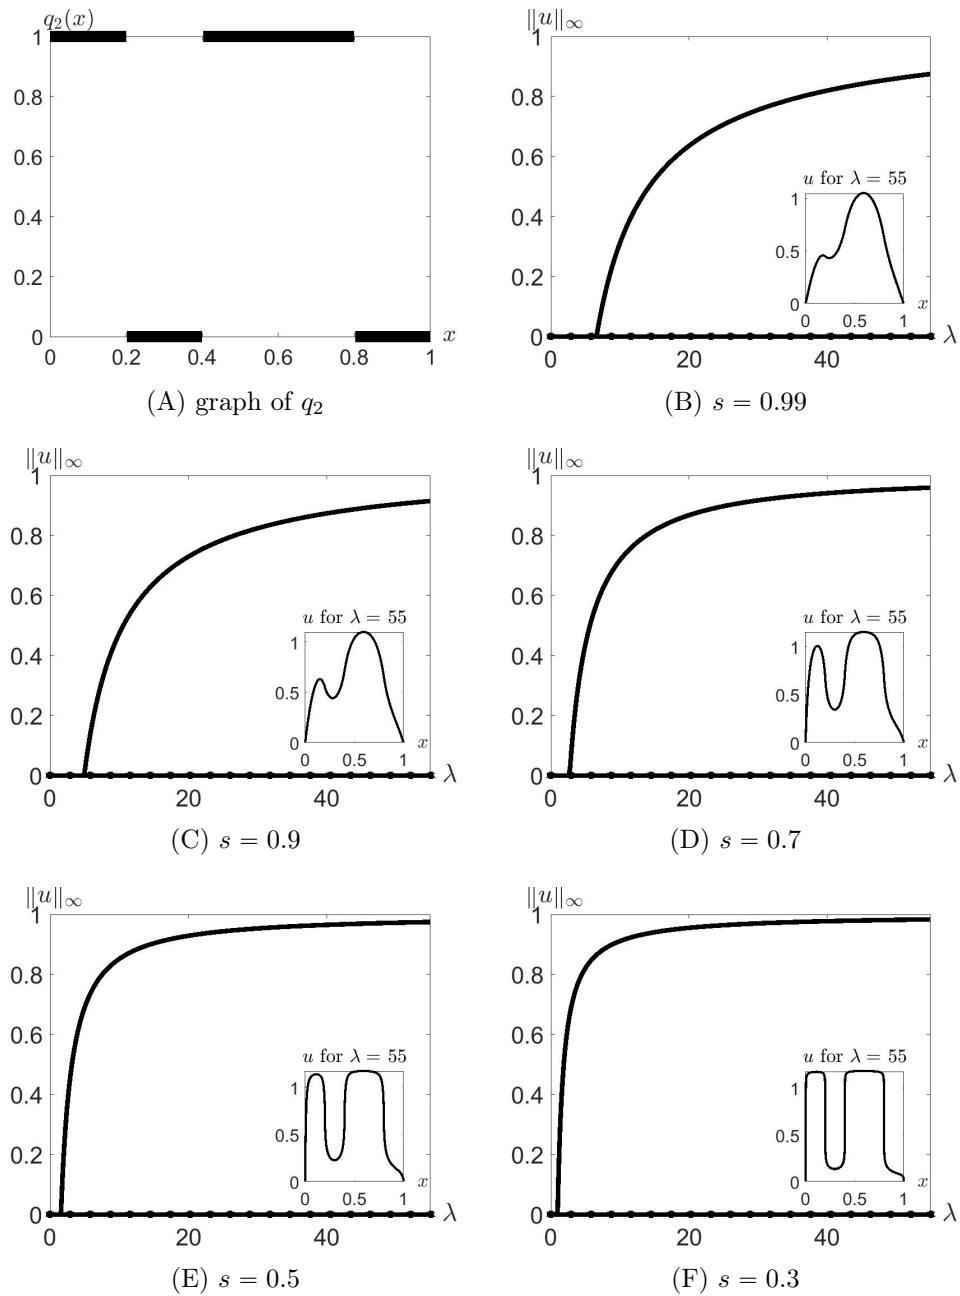 q₂(x)
1
0.8
0.6
0.4
0.2
0
0 0.2 0.4 0.6 0.8 1
x
(A) graph of q₂
‖u‖∞
1
0.8
0.6
0.4
0.2
0
0 20 40
λ
u for λ = 55
1
0.5
0
0 0.5 1
x
(B) s = 0.99
‖u‖∞
1
0.8
0.6
0.4
0.2
0
0 20 40
λ
u for λ = 55
1
0.5
0
0 0.5 1
x
(C) s = 0.9
‖u‖∞
1
0.8
0.6
0.4
0.2
0
0 20 40
λ
u for λ = 55
1
0.5
0
0 0.5 1
x
(D) s = 0.7
‖u‖∞
1
0.8
0.6
0.4
0.2
0
0 20 40
λ
u for λ = 55
1
0.5
0
0 0.5 1
x
(E) s = 0.5
‖u‖∞
1
0.8
0.6
0.4
0.2
0
0 20 40
λ
u for λ = 55
1
0.5
0
0 0.5 1
x
(F) s = 0.3